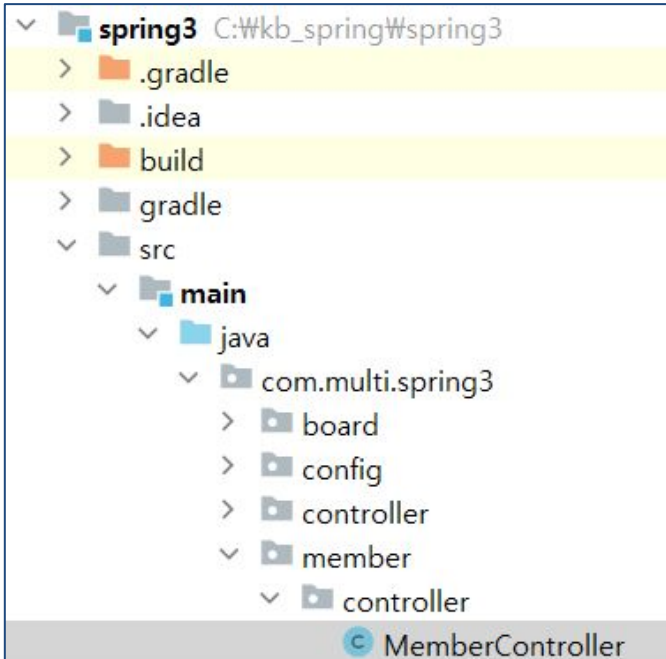 spring3 C:₩kb_spring₩spring3
.gradle
.idea
build
gradle
src
main
java
com.multi.spring3
board
config
controller
member
controller
C MemberController